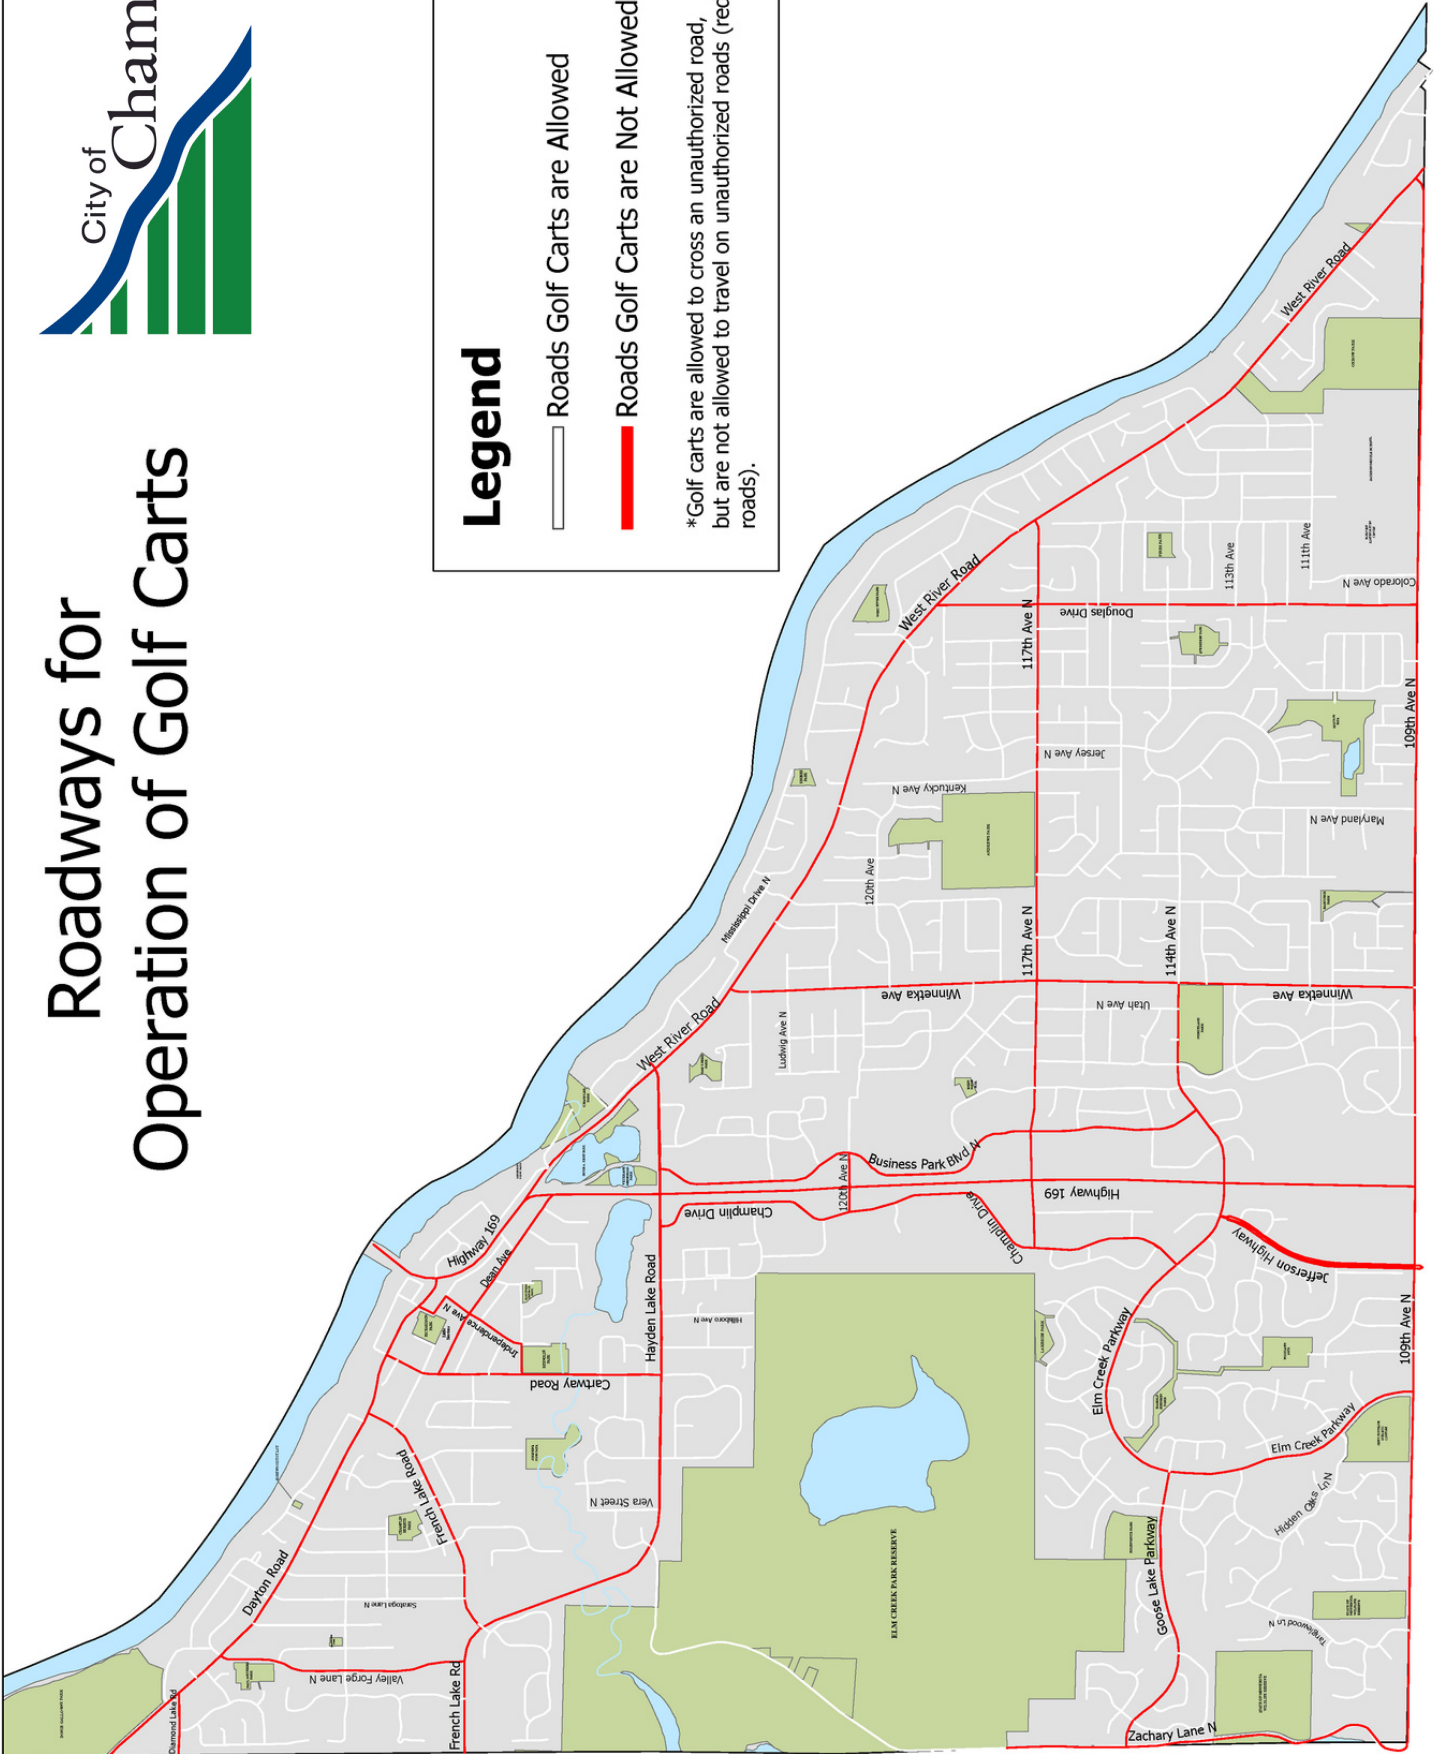 Roadways for
Operation of Golf Carts
City of
Cham
Legend
Roads Golf Carts are Allowed
Roads Golf Carts are Not Allowed
*Golf carts are allowed to cross an unauthorized road,
but are not allowed to travel on unauthorized roads (red
roads).
Diamond Lake Rd
Dayton Road
Valley Forge Lane N
Saratoga Lane N
French Lake Rd
French Lake Road
Highway 169
Dean Ave
Independence Ave N
Cartway Road
Vera Street N
Hayden Lake Road
Hillsboro Ave N
Champlin Drive
West River Road
Mississippi Drive N
Ludwig Ave N
120th Ave N
Business Park Blvd N
Champlin Drive
Highway 169
Winnetka Ave
120th Ave
Kentucky Ave N
117th Ave N
Jersey Ave N
West River Road
117th Ave N
Douglas Drive
113th Ave
111th Ave
Colorado Ave N
West River Road
114th Ave N
Utah Ave N
Winnetka Ave
Maryland Ave N
109th Ave N
Jefferson Highway
Elm Creek Parkway
109th Ave N
Elm Creek Parkway
Hidden Oaks Ln N
Goose Lake Parkway
Tanglewood Ln N
Zachary Lane N
ELM CREEK PARK RESERVE